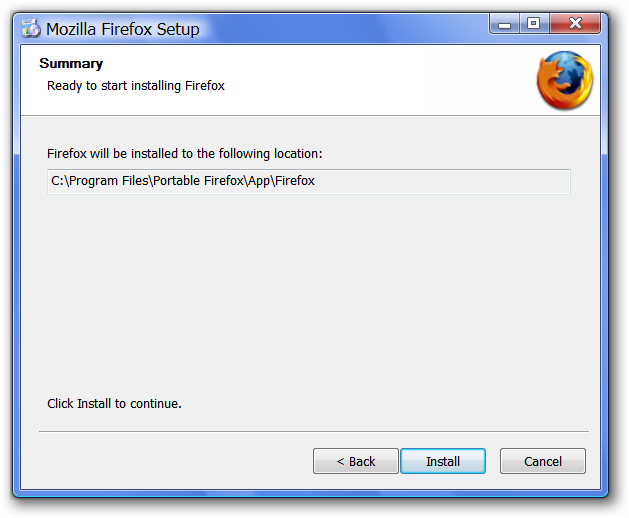 Mozilla Firefox Setup
Summary
Ready to start installing Firefox
Firefox will be installed to the following location:
C:\Program Files\Portable Firefox\App\Firefox
Click Install to continue.
< Back Install Cancel